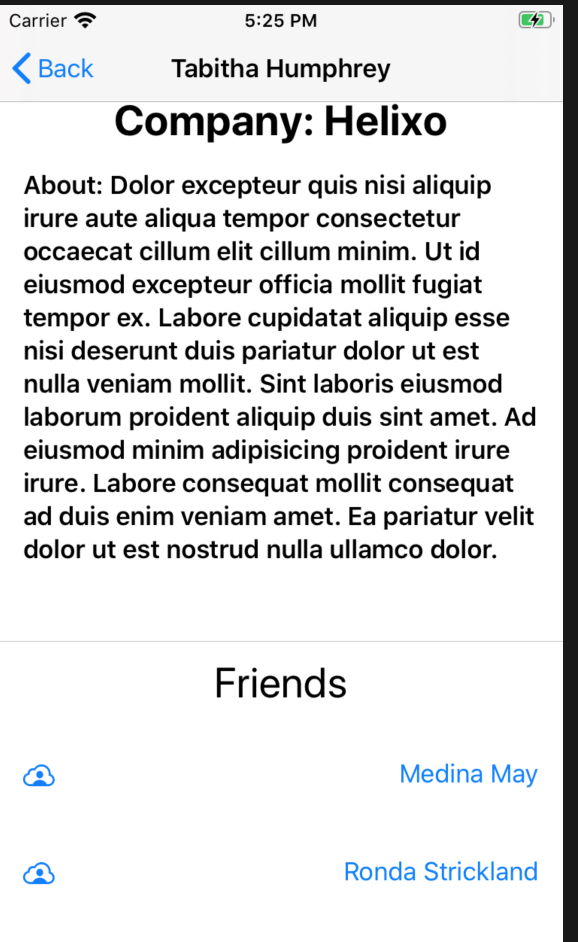 Carrier 5:25 PM
Back Tabitha Humphrey
Company: Helixo
About: Dolor excepteur quis nisi aliquip
irure aute aliqua tempor consectetur
occaecat cillum elit cillum minim. Ut id
eiusmod excepteur officia mollit fugiat
tempor ex. Labore cupidatat aliquip esse
nisi deserunt duis pariatur dolor ut est
nulla veniam mollit. Sint laboris eiusmod
laborum proident aliquip duis sint amet. Ad
eiusmod minim adipisicing proident irure
irure. Labore consequat mollit consequat
ad duis enim veniam amet. Ea pariatur velit
dolor ut est nostrud nulla ullamco dolor.
Friends
Medina May
Ronda Strickland